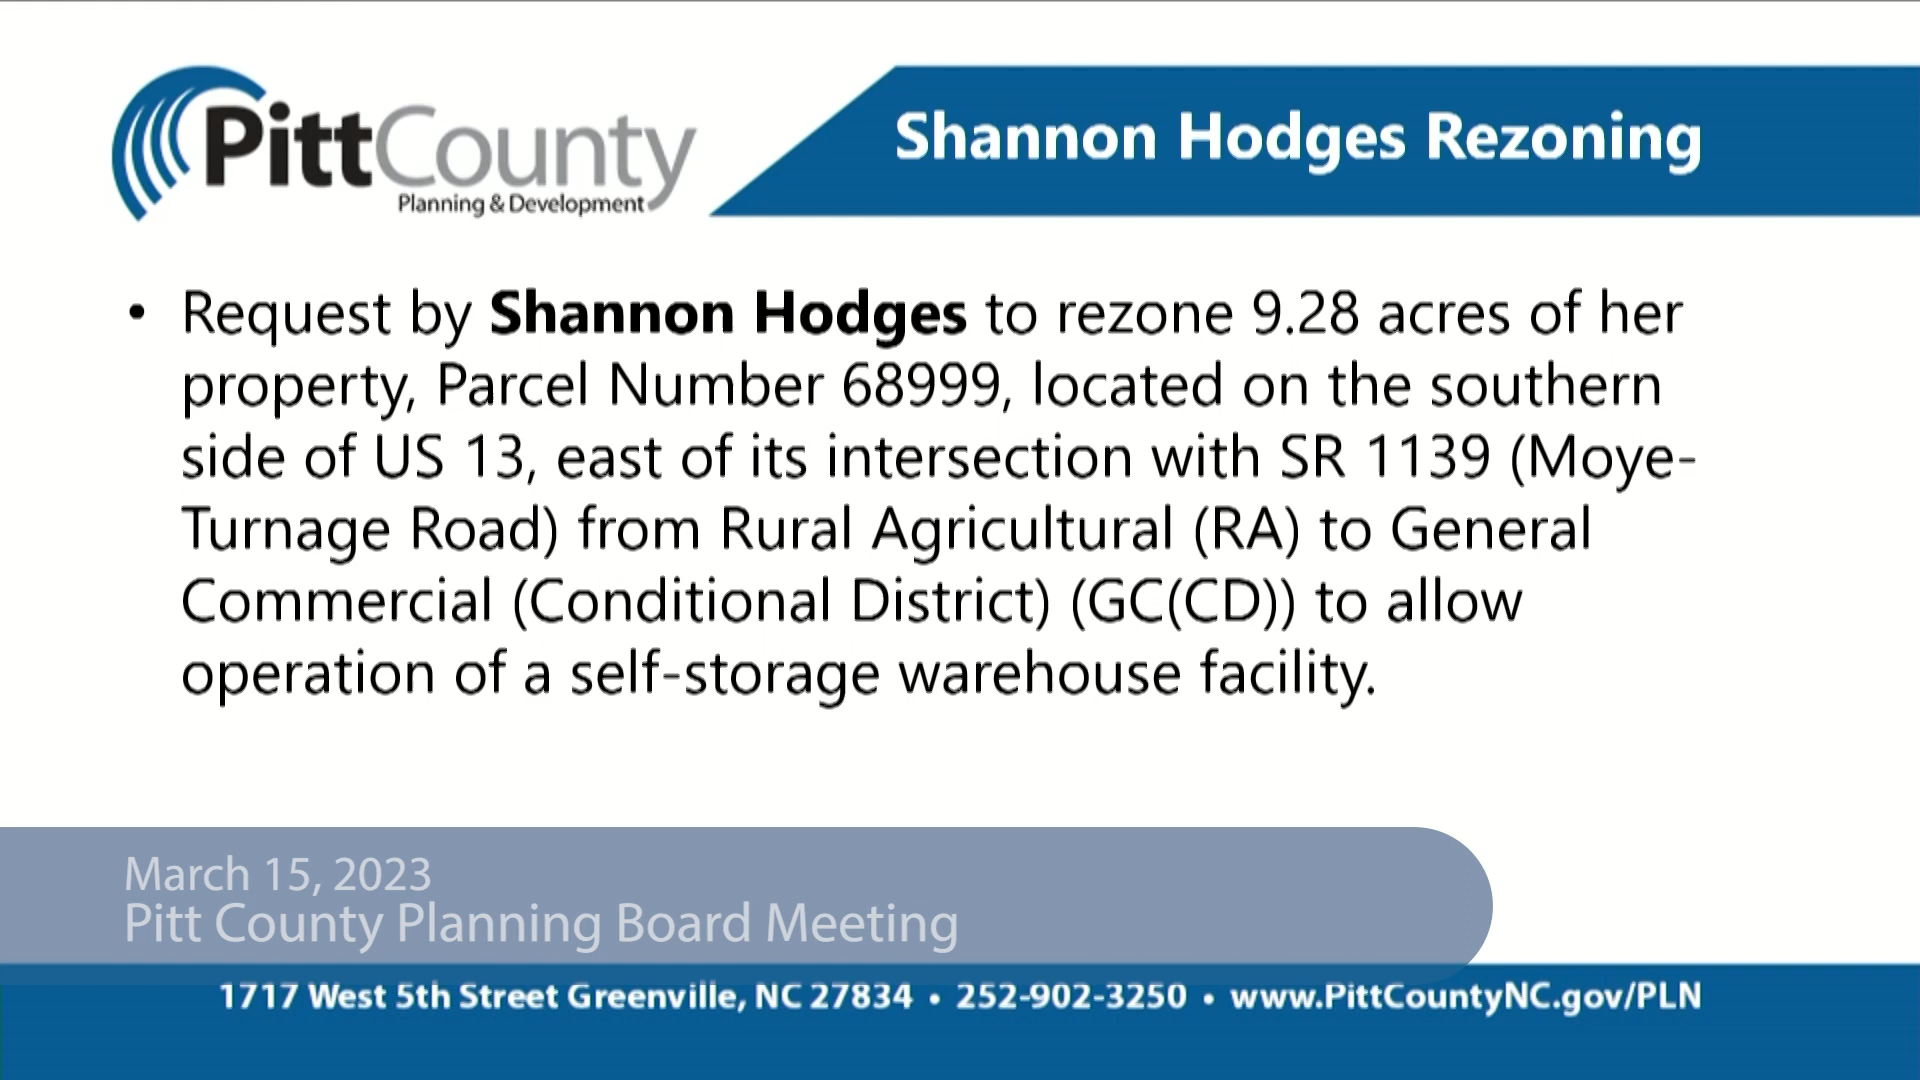 PittCounty
Planning & Development
Shannon Hodges Rezoning
• Request by Shannon Hodges to rezone 9.28 acres of her
property, Parcel Number 68999, located on the southern
side of US 13, east of its intersection with SR 1139 (Moye-
Turnage Road) from Rural Agricultural (RA) to General
Commercial (Conditional District) (GC(CD)) to allow
operation of a self-storage warehouse facility.
March 15, 2023
Pitt County Planning Board Meeting
1717 West 5th Street Greenville, NC 27834 • 252-902-3250 • www.PittCountyNC.gov/PLN